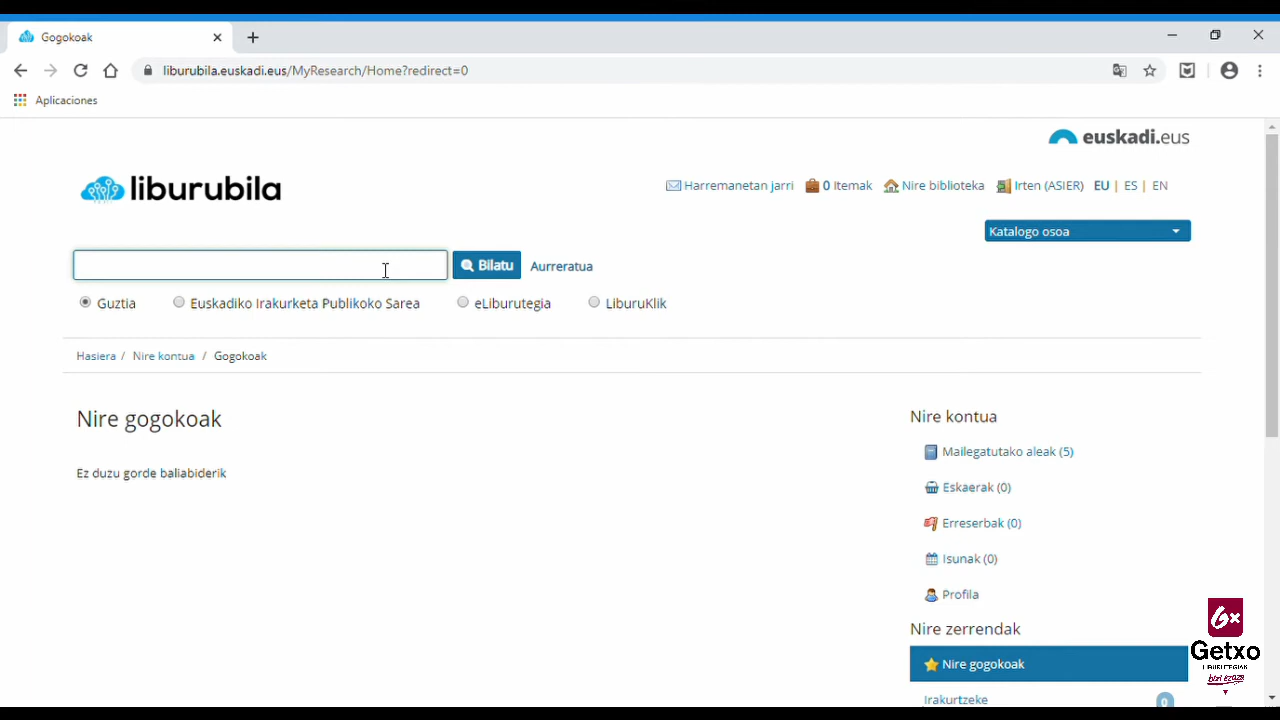 Gogokoak
liburubila.euskadi.eus/MyResearch/Home?redirect=0
Aplicaciones
euskadi.eus
liburubila
Harremanetan jarri 0 Itemak Nire biblioteka Irten (ASIER) EU | ES | EN
Katalogo osoa
Bilatu Aurreratua
Guztia Euskadiko Irakurketa Publikoko Sarea eLiburutegia LiburuKlik
Hasiera / Nire kontua / Gogokoak
Nire gogokoak
Ez duzu gorde baliabiderik
Nire kontua
Mailegatutako aleak (5)
Eskaerak (0)
Erreserbak (0)
Isunak (0)
Profila
Nire zerrendak
Nire gogokoak
Irakurtzeke 0
Getxo
LIBURUTEGIAK